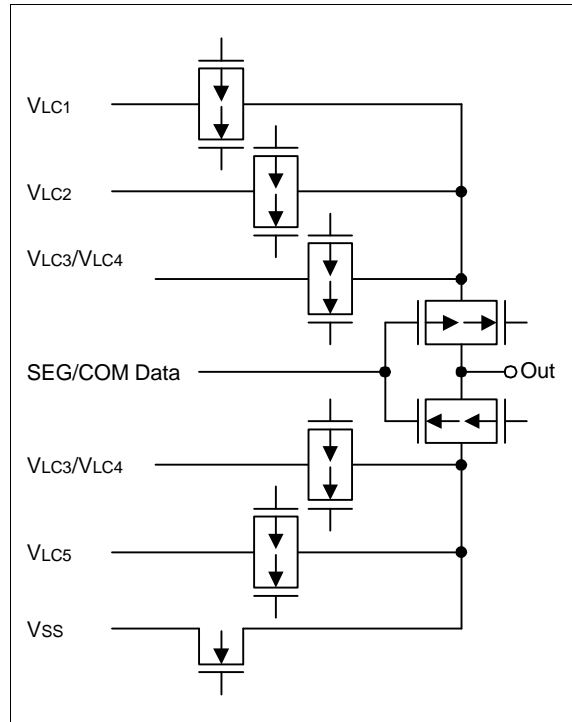 VLC1
VLC2
VLC3/VLC4
SEG/COM Data
Out
VLC3/VLC4
VLC5
VSS